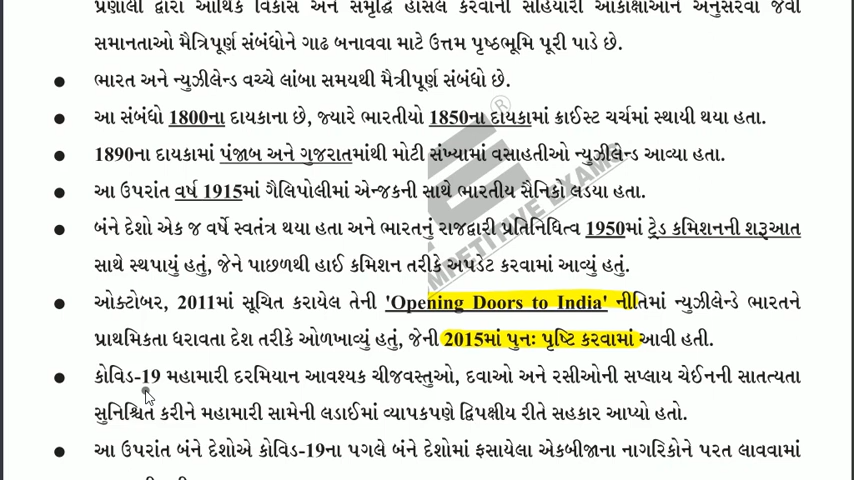 પ્રણાલી દ્વારા આર્થિક વિકાસ અને સમૃદ્ધિ હાંસલ કરવાની સહિયારી આકાંક્ષાઓને અનુસરવા જેવી
સમાનતાઓ મૈત્રિપૂર્ણ સંબંધોને ગાઢ બનાવવા માટે ઉત્તમ પૃષ્ઠભૂમિ પૂરી પાડે છે.
● ભારત અને ન્યુઝીલેન્ડ વચ્ચે લાંબા સમયથી મૈત્રીપૂર્ણ સંબંધો છે.
● આ સંબંધો 1800ના દાયકાના છે, જ્યારે ભારતીયો 1850ના દાયકામાં ક્રાઈસ્ટ ચર્ચમાં સ્થાયી થયા હતા.
● 1890ના દાયકામાં પંજાબ અને ગુજરાતમાંથી મોટી સંખ્યામાં વસાહતીઓ ન્યુઝીલેન્ડ આવ્યા હતા.
● આ ઉપરાંત વર્ષ 1915માં ગૈલિપોલીમાં એન્જકની સાથે ભારતીય સૈનિકો લડયા હતા.
● બંને દેશો એક જ વર્ષે સ્વતંત્ર થયા હતા અને ભારતનું રાજદ્વારી પ્રતિનિધિત્વ 1950માં ટ્રેડ કમિશનની શરૂઆત
સાથે સ્થપાયું હતું, જેને પાછળથી હાઈ કમિશન તરીકે અપડેટ કરવામાં આવ્યું હતું.
● ઓક્ટોબર, 2011માં સૂચિત કરાયેલ તેની 'Opening Doors to India' નીતિમાં ન્યુઝીલેન્ડે ભારતને
પ્રાથમિકતા ધરાવતા દેશ તરીકે ઓળખાવ્યું હતું, જેની 2015માં પુનઃ પૃષ્ટિ કરવામાં આવી હતી.
● કોવિડ-19 મહામારી દરમિયાન આવશ્યક ચીજવસ્તુઓ, દવાઓ અને રસીઓની સપ્લાય ચેઈનની સાતત્યતા
સુનિશ્ચિત કરીને મહામારી સામેની લડાઈમાં વ્યાપકપણે દ્વિપક્ષીય રીતે સહકાર આપ્યો હતો.
● આ ઉપરાંત બંને દેશોએ કોવિડ-19ના પગલે બંને દેશોમાં ફસાયેલા એકબીજાના નાગરિકોને પરત લાવવામાં